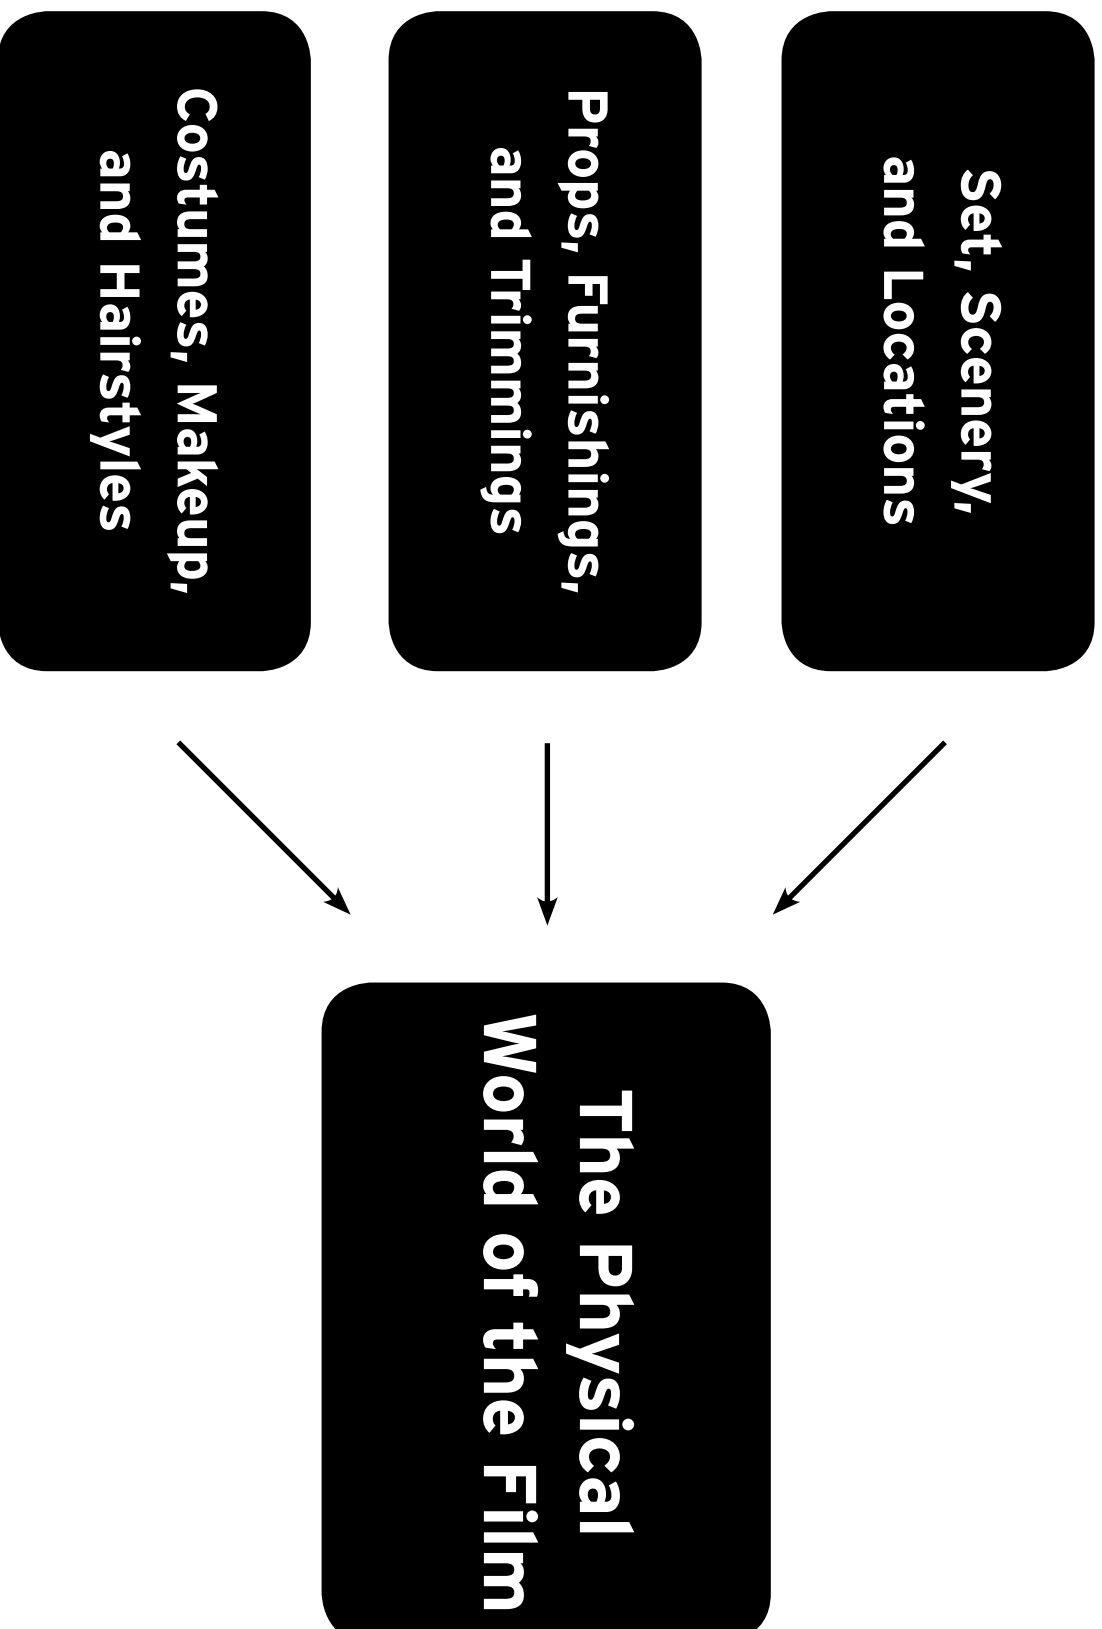 Set, Scenery,
and Locations
Props, Furnishings,
and Trimmings
Costumes, Makeup,
and Hairstyles
The Physical
World of the Film